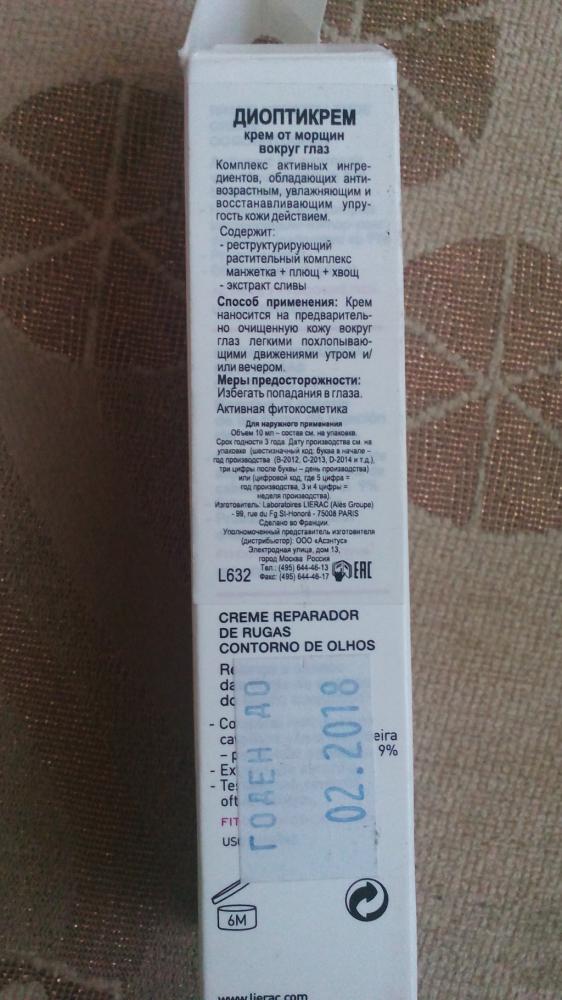 ДИОПТИКРЕМ
крем от морщин
вокруг глаз
Комплекс активных ингре-
диентов, обладающих анти-
возрастным, увлажняющим и
восстанавливающим упру-
гость кожи действием.
Содержит:
- реструктурирующий
растительный комплекс
манжетка + плющ + хвощ
- экстракт сливы
Способ применения: Крем
наносится на предваритель-
но очищенную кожу вокруг
глаз легкими похлопываю-
щими движениями утром и/
или вечером.
Меры предосторожности:
Избегать попадания в глаза.
Активная фитокосметика
Для наружного применения
Объем 10 мл – состав см. на упаковке.
Срок годности 3 года. Дату производства см. на
упаковке (шестизначный код: буква в начале –
год производства (B-2012, C-2013, D-2014 и т.д.),
три цифры после буквы – день производства)
или (цифровой код, где 5 цифра =
год производства, 3 и 4 цифры =
неделя производства).
Изготовитель: Laboratoires LIERAC (Alès Groupe)
- 99, rue du Fg St-Honoré - 75008 PARIS
Сделано во Франции.
Уполномоченный представитель изготовителя
(дистрибьютор): ООО «Асэнтус»
Электродная улица, дом 13,
город Москва Россия
Тел.: (495) 644-46-13
Факс: (495) 644-46-17
L632
EAC
CREME REPARADOR
DE RUGAS
CONTORNO DE OLHOS
ГОДЕН ДО
02.2018
9%
6M
www.lierac.com